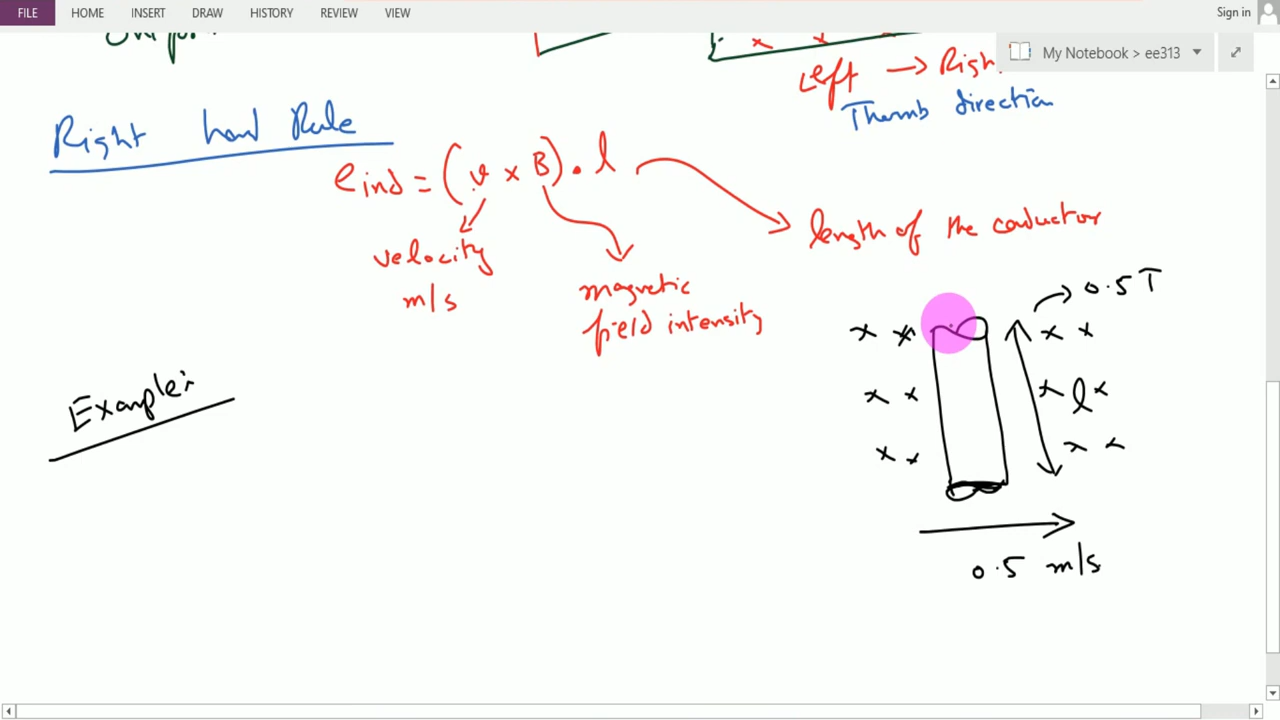 FILE HOME INSERT DRAW HISTORY REVIEW VIEW Sign in
My Notebook > ee313
x x
Left → Righ
Thumb direction
Right hand Rule
eind = (v x B) . l
length of the conductor
velocity
m/s
magnetic
field intensity
0.5 T
x x x x
Example:
x x x l x
x x x x
0.5 m/s